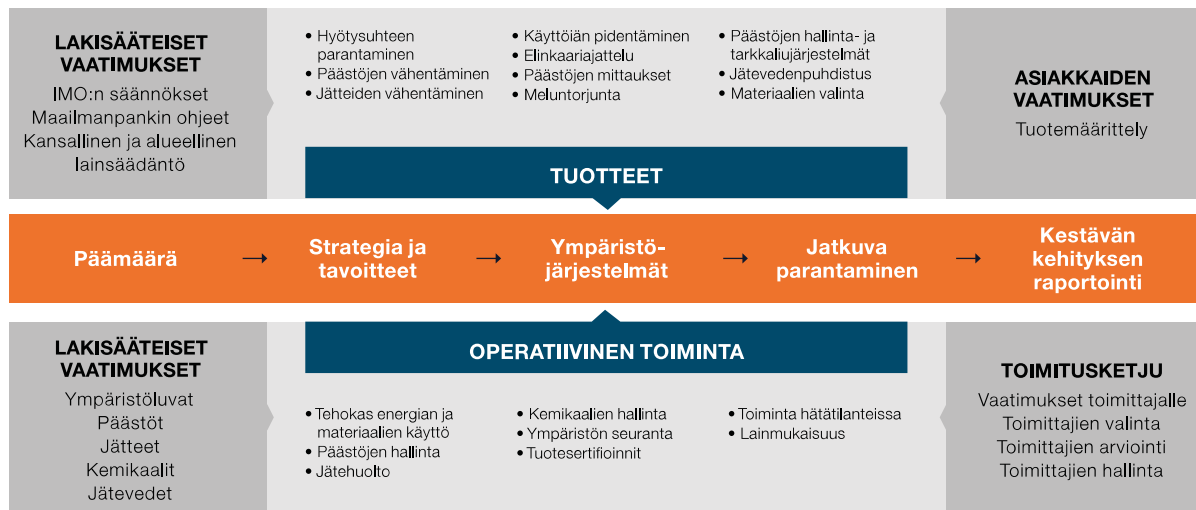 LAKISÄÄTEISET
VAATIMUKSET
IMO:n säännökset
Maailmanpankin ohjeet
Kansallinen ja alueellinen
lainsäädäntö
• Hyötysuhteen
parantaminen
• Päästöjen vähentäminen
• Jätteiden vähentäminen
• Käyttöiän pidentäminen
• Elinkaariajattelu
• Päästöjen mittaukset
• Meluntorjunta
• Päästöjen hallinta- ja
tarkkaliujärjestelmät
• Jätevedenpuhdistus
• Materiaalien valinta
ASIAKKAIDEN
VAATIMUKSET
Tuotemäärittely
TUOTTEET
Päämäärä
→
Strategia ja
tavoitteet
→
Ympäristö-
järjestelmät
→
Jatkuva
parantaminen
→
Kestävän
kehityksen
raportointi
LAKISÄÄTEISET
VAATIMUKSET
Ympäristöluvat
Päästöt
Jätteet
Kemikaalit
Jätevedet
OPERATIIVINEN TOIMINTA
• Tehokas energian ja
materiaalien käyttö
• Päästöjen hallinta
• Jätehuolto
• Kemikaalien hallinta
• Ympäristön seuranta
• Tuotesertifioinnit
• Toiminta hätätilanteissa
• Lainmukaisuus
TOIMITUSKETJU
Vaatimukset toimittajalle
Toimittajien valinta
Toimittajien arviointi
Toimittajien hallinta